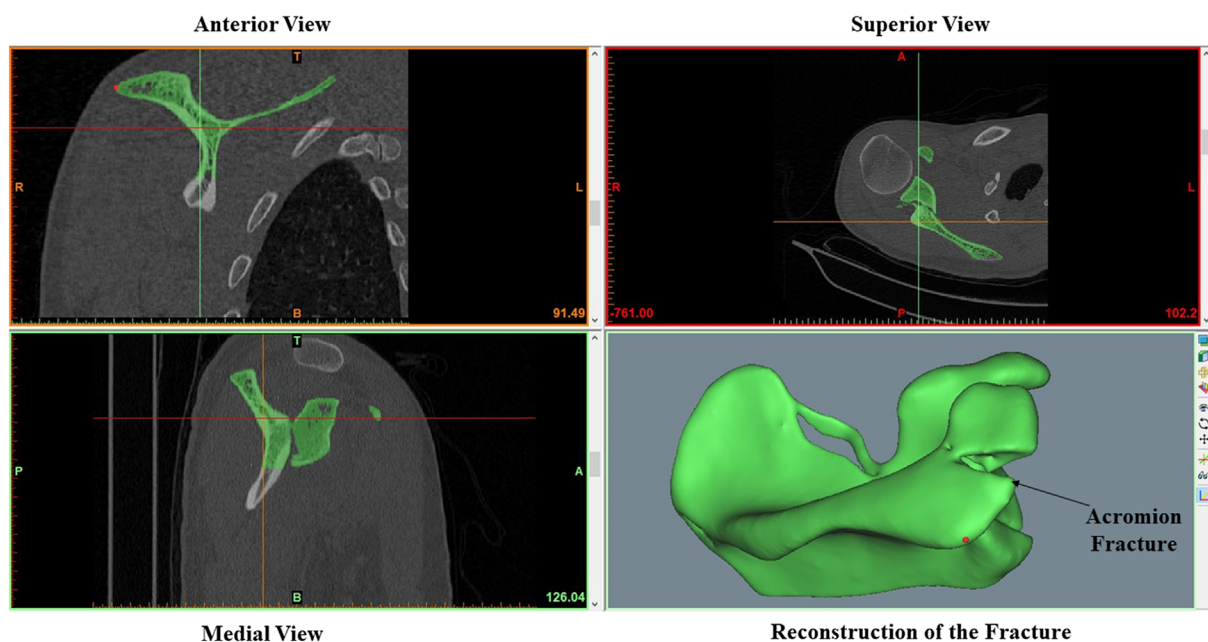 Anterior View
Superior View
T
R
L
B
91.49
A
R
L
P
-761.00
102.2
T
P
A
B
126.04
Acromion
Fracture
Medial View
Reconstruction of the Fracture